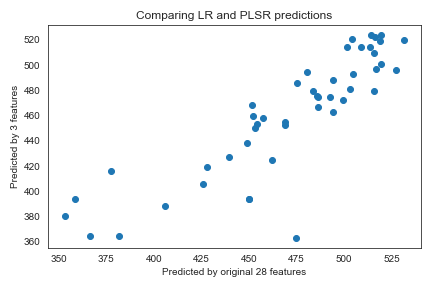 Comparing LR and PLSR predictions
Predicted by 3 features
520
500
480
460
440
420
400
380
360
350 375 400 425 450 475 500 525
Predicted by original 28 features